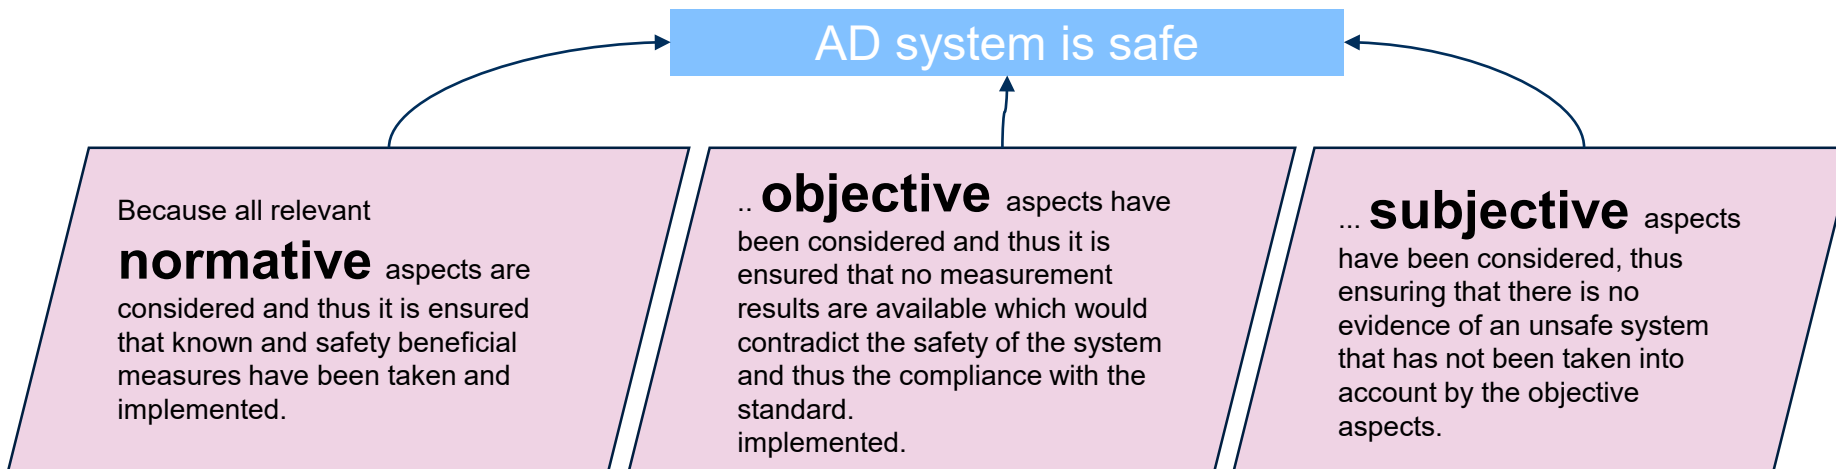 AD system is safe
Because all relevant
normative aspects are
considered and thus it is ensured
that known and safety beneficial
measures have been taken and
implemented.
.. objective aspects have
been considered and thus it is
ensured that no measurement
results are available which would
contradict the safety of the system
and thus the compliance with the
standard.
implemented.
... subjective aspects
have been considered, thus
ensuring that there is no
evidence of an unsafe system
that has not been taken into
account by the objective
aspects.